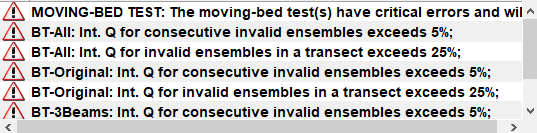 MOVING-BED TEST: The moving-bed test(s) have critical errors and wil
BT-All: Int. Q for consecutive invalid ensembles exceeds 5%;
BT-All: Int. Q for invalid ensembles in a transect exceeds 25%;
BT-Original: Int. Q for consecutive invalid ensembles exceeds 5%;
BT-Original: Int. Q for invalid ensembles in a transect exceeds 25%;
BT-3Beams: Int. Q for consecutive invalid ensembles exceeds 5%;